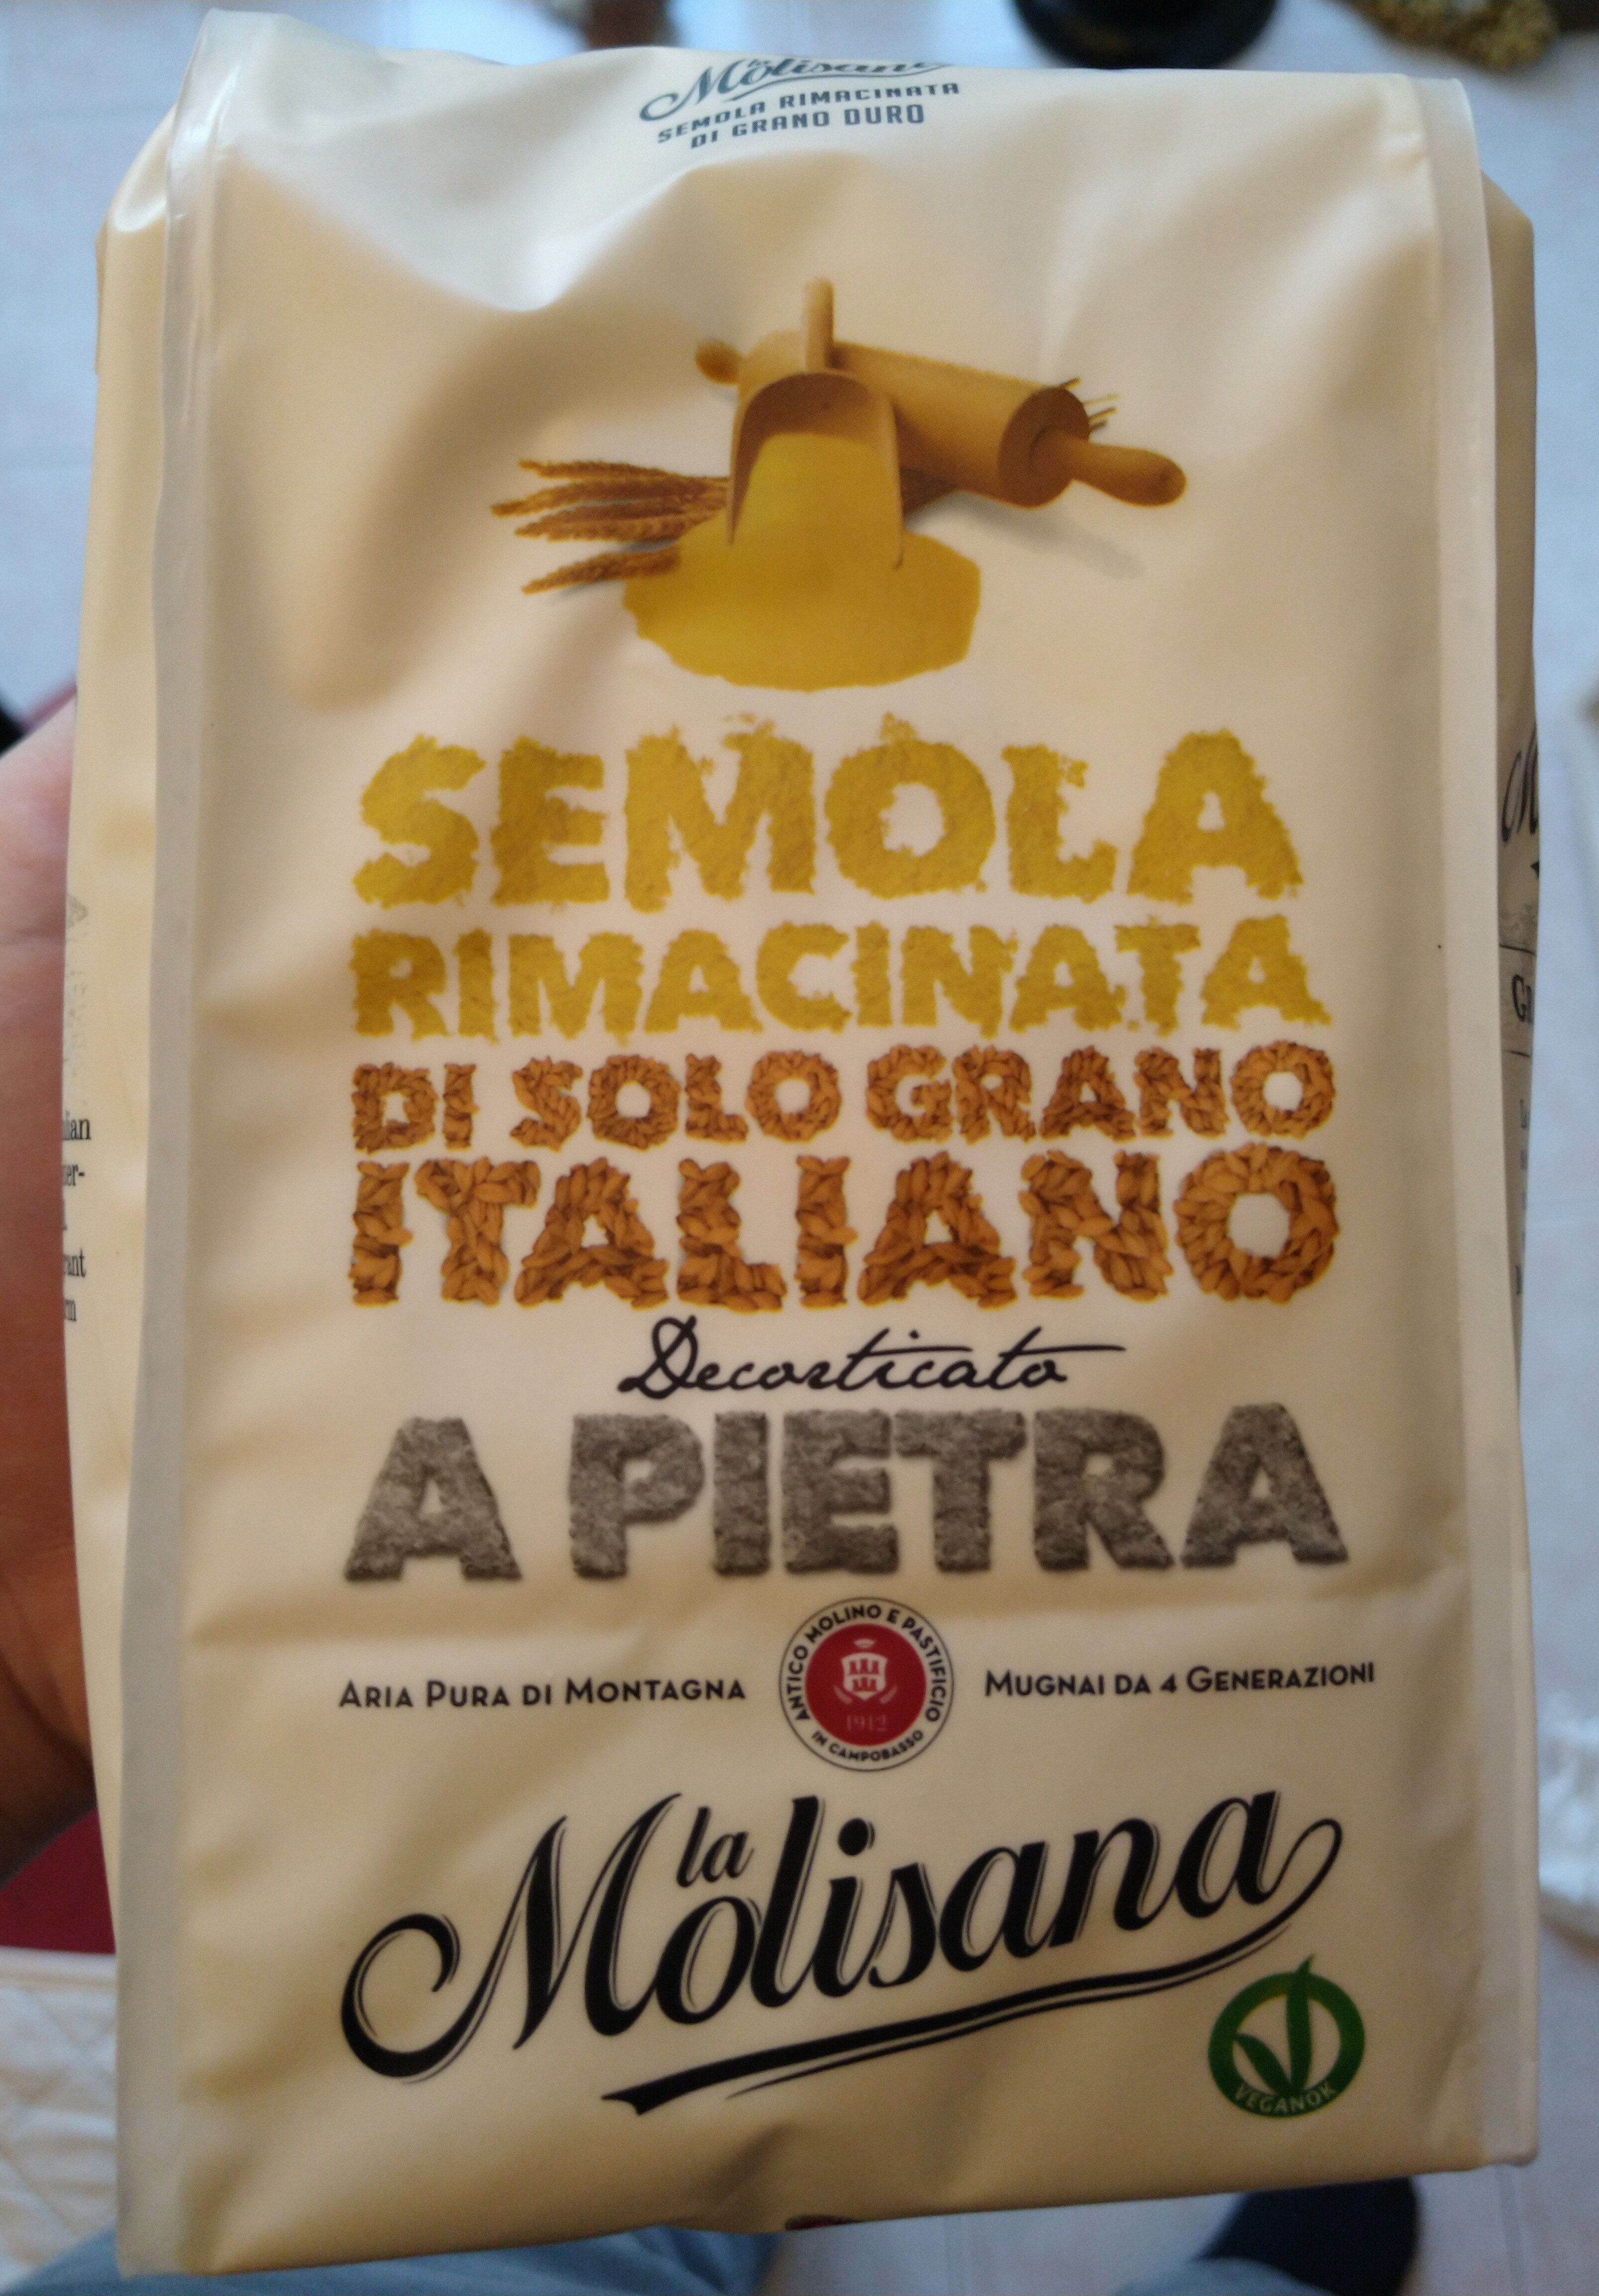 la Molisana
SEMOLA RIMACINATA
DI GRANO DURO
SEMOLA
RIMACINATA
DI SOLO GRANO
ITALIANO
Decorticato
A PIETRA
ARIA PURA DI MONTAGNA
ANTICO MOLINO E PASTIFICIO
1912
IN CAMPOBASSO
MUGNAI DA 4 GENERAZIONI
la
Molisana
VEGANOK